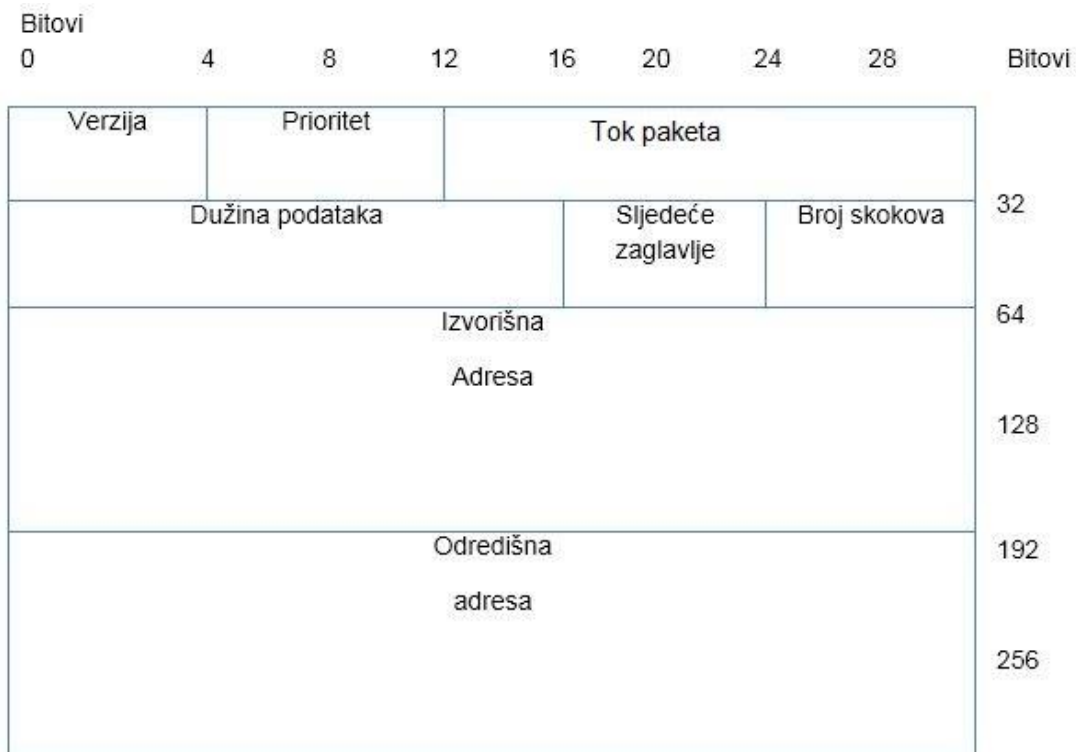 Bitovi
0 4 8 12 16 20 24 28 Bitovi
Verzija Prioritet Tok paketa
32
Dužina podataka Sljedeće zaglavlje Broj skokova
64
Izvorišna
Adresa
128
Odredišna
192
adresa
256